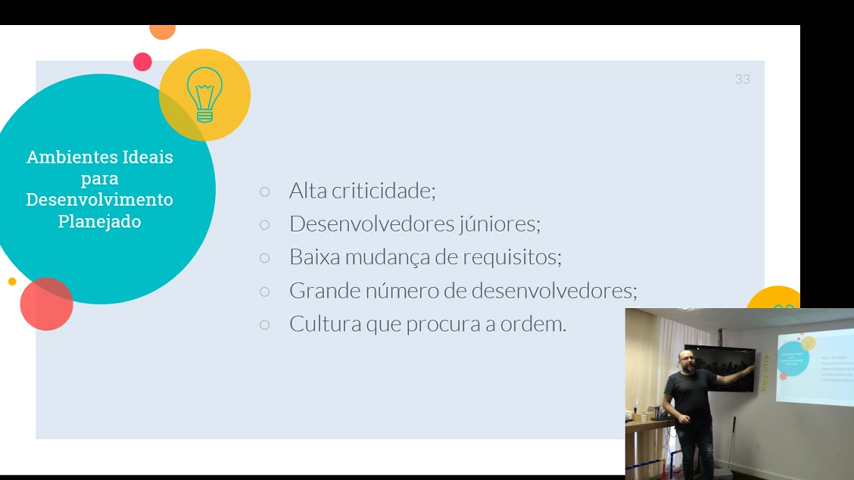 33
Ambientes Ideais
para
Desenvolvimento
Planejado
Alta criticidade;
Desenvolvedores júniores;
Baixa mudança de requisitos;
Grande número de desenvolvedores;
Cultura que procura a ordem.